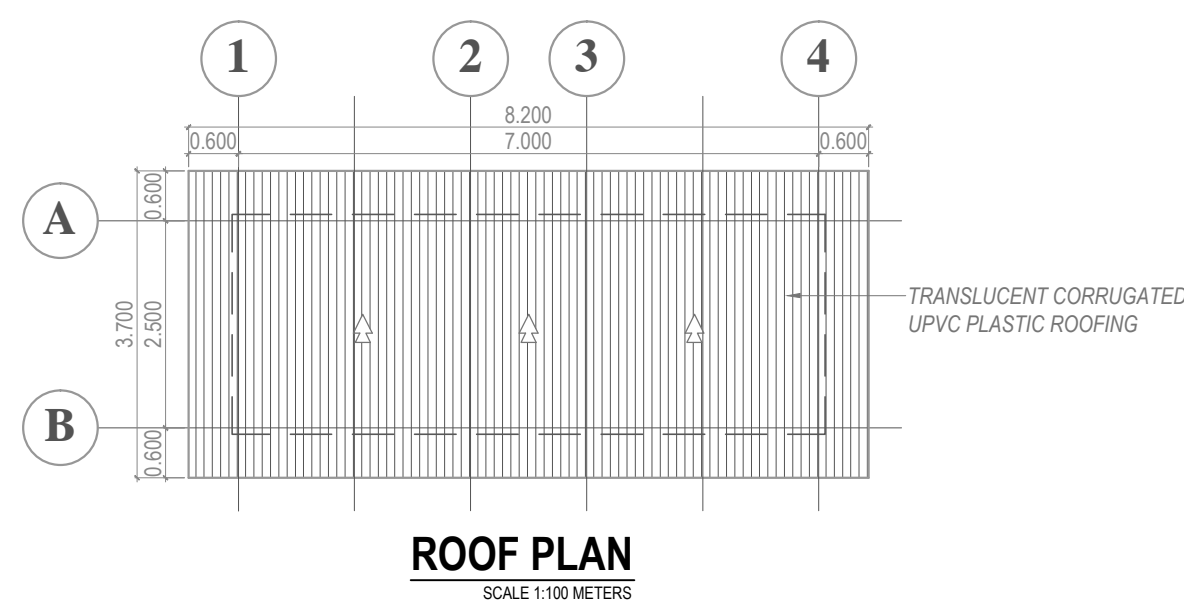 1 2 3 4
8.200
0.600 7.000 0.600
A
0.600
3.700 2.500
TRANSLUCENT CORRUGATED
UPVC PLASTIC ROOFING
B
0.600
ROOF PLAN
SCALE 1:100 METERS